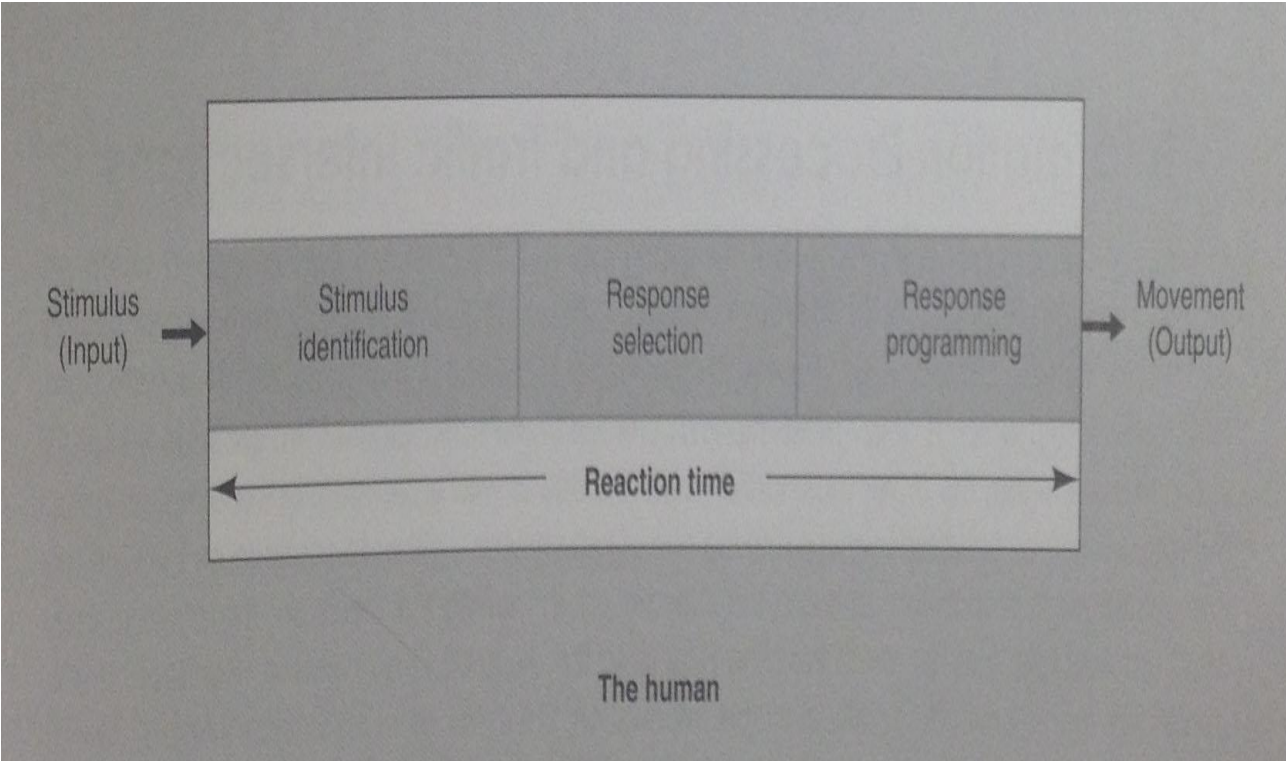 Stimulus
(Input)
Stimulus
identification
Response
selection
Response
programming
Movement
(Output)
Reaction time
The human